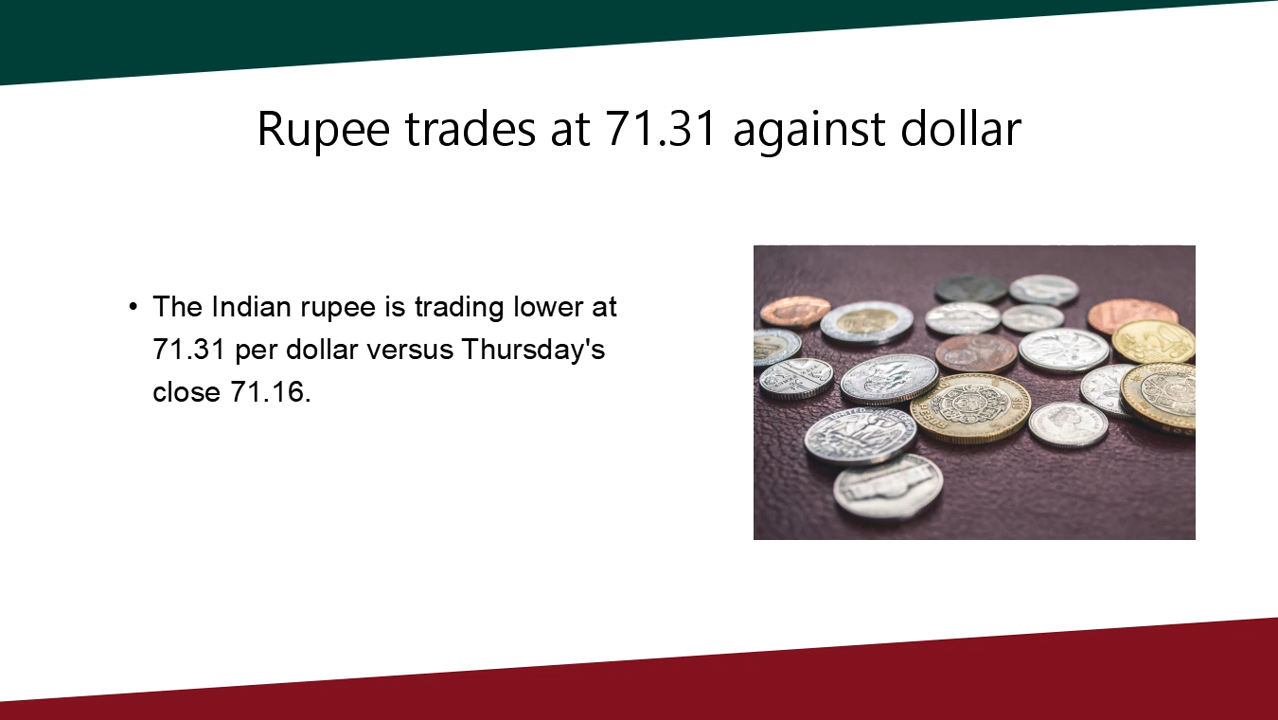 Rupee trades at 71.31 against dollar
• The Indian rupee is trading lower at
71.31 per dollar versus Thursday's
close 71.16.